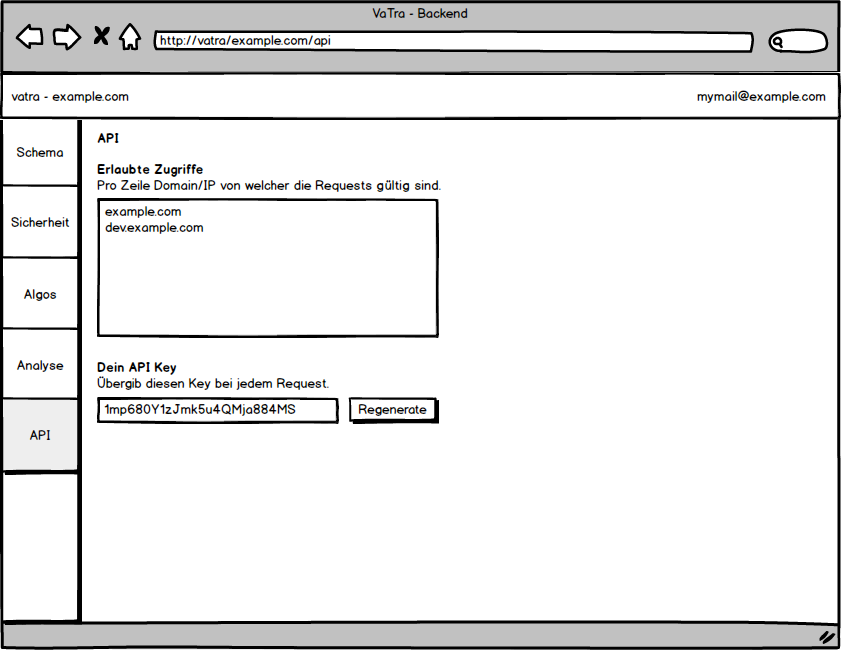 VaTra - Backend
http://vatra/example.com/api
vatra - example.com
mymail@example.com
Schema
Sicherheit
Algos
Analyse
API
API
Erlaubte Zugriffe
Pro Zeile Domain/IP von welcher die Requests gültig sind.
example.com
dev.example.com
Dein API Key
Übergib diesen Key bei jedem Request.
1mp680Y1zJmk5u4QMja884MS
Regenerate